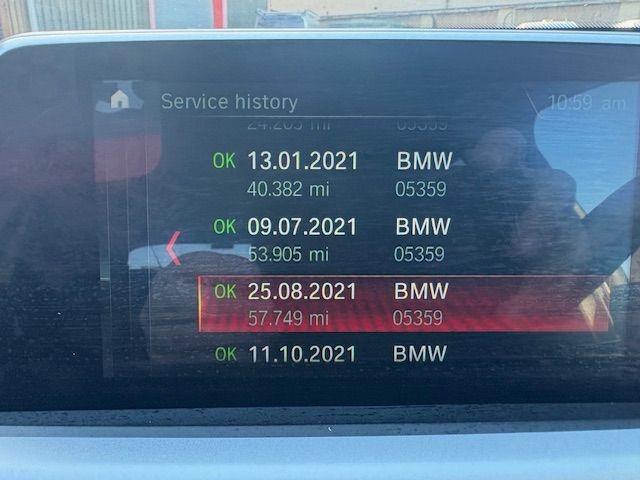 Service history
10:59 am
05359
OK 13.01.2021 BMW
40.382 mi 05359
OK 09.07.2021 BMW
53.905 mi 05359
OK 25.08.2021 BMW
57.749 mi 05359
OK 11.10.2021 BMW